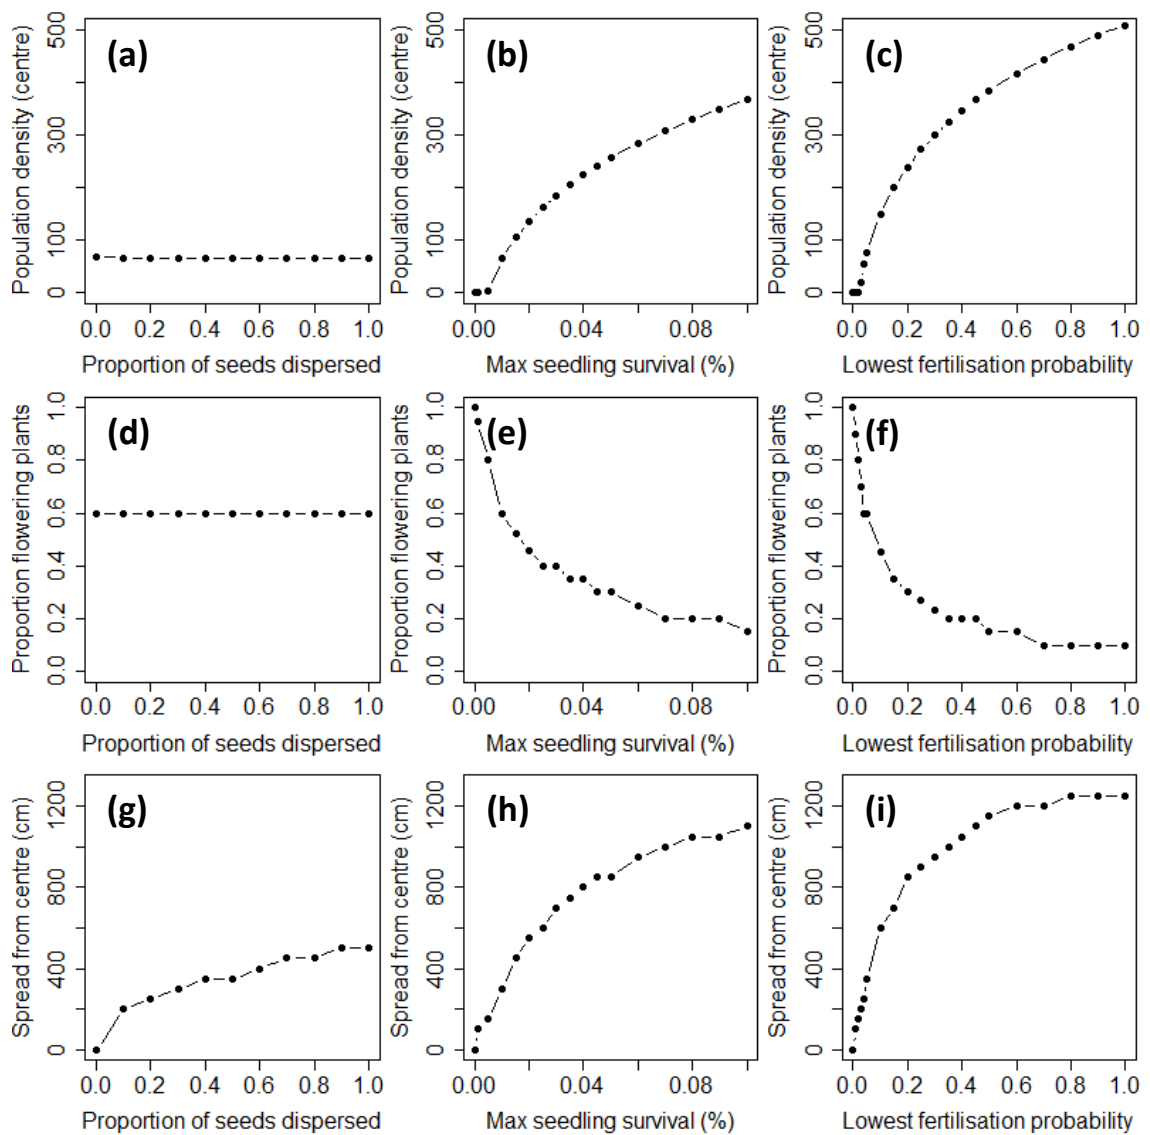 (a)
Population density (centre)
0 100 300 500
0.0 0.2 0.4 0.6 0.8 1.0
Proportion of seeds dispersed
(b)
Population density (centre)
0 100 300 500
0.00 0.04 0.08
Max seedling survival (%)
(c)
Population density (centre)
0 100 300 500
0.0 0.2 0.4 0.6 0.8 1.0
Lowest fertilisation probability
(d)
Proportion flowering plants
0.0 0.2 0.4 0.6 0.8 1.0
0.0 0.2 0.4 0.6 0.8 1.0
Proportion of seeds dispersed
(e)
Proportion flowering plants
0.0 0.2 0.4 0.6 0.8 1.0
0.00 0.04 0.08
Max seedling survival (%)
(f)
Proportion flowering plants
0.0 0.2 0.4 0.6 0.8 1.0
0.0 0.2 0.4 0.6 0.8 1.0
Lowest fertilisation probability
(g)
Spread from centre (cm)
0 400 800 1200
0.0 0.2 0.4 0.6 0.8 1.0
Proportion of seeds dispersed
(h)
Spread from centre (cm)
0 400 800 1200
0.00 0.04 0.08
Max seedling survival (%)
(i)
Spread from centre (cm)
0 400 800 1200
0.0 0.2 0.4 0.6 0.8 1.0
Lowest fertilisation probability